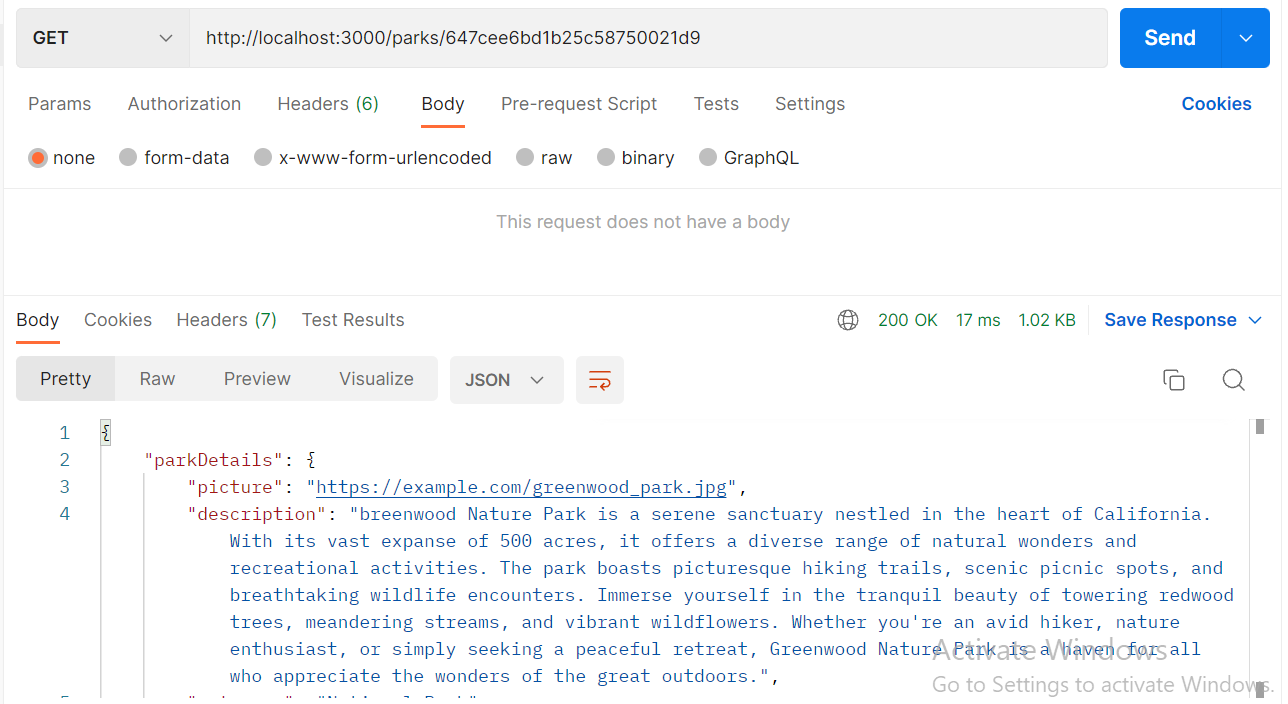 GET http://localhost:3000/parks/647cee6bd1b25c58750021d9 Send
Params Authorization Headers (6) Body Pre-request Script Tests Settings Cookies
none form-data x-www-form-urlencoded raw binary GraphQL
This request does not have a body
Body Cookies Headers (7) Test Results 200 OK 17 ms 1.02 KB Save Response
Pretty Raw Preview Visualize JSON
1 {
2 "parkDetails": {
3 "picture": "https://example.com/greenwood_park.jpg",
4 "description": "breenwood Nature Park is a serene sanctuary nestled in the heart of California.
With its vast expanse of 500 acres, it offers a diverse range of natural wonders and
recreational activities. The park boasts picturesque hiking trails, scenic picnic spots, and
breathtaking wildlife encounters. Immerse yourself in the tranquil beauty of towering redwood
trees, meandering streams, and vibrant wildflowers. Whether you're an avid hiker, nature
enthusiast, or simply seeking a peaceful retreat, Greenwood Nature Park is a haven for all
who appreciate the wonders of the great outdoors.",
Activate Windows
Go to Settings to activate Windows.